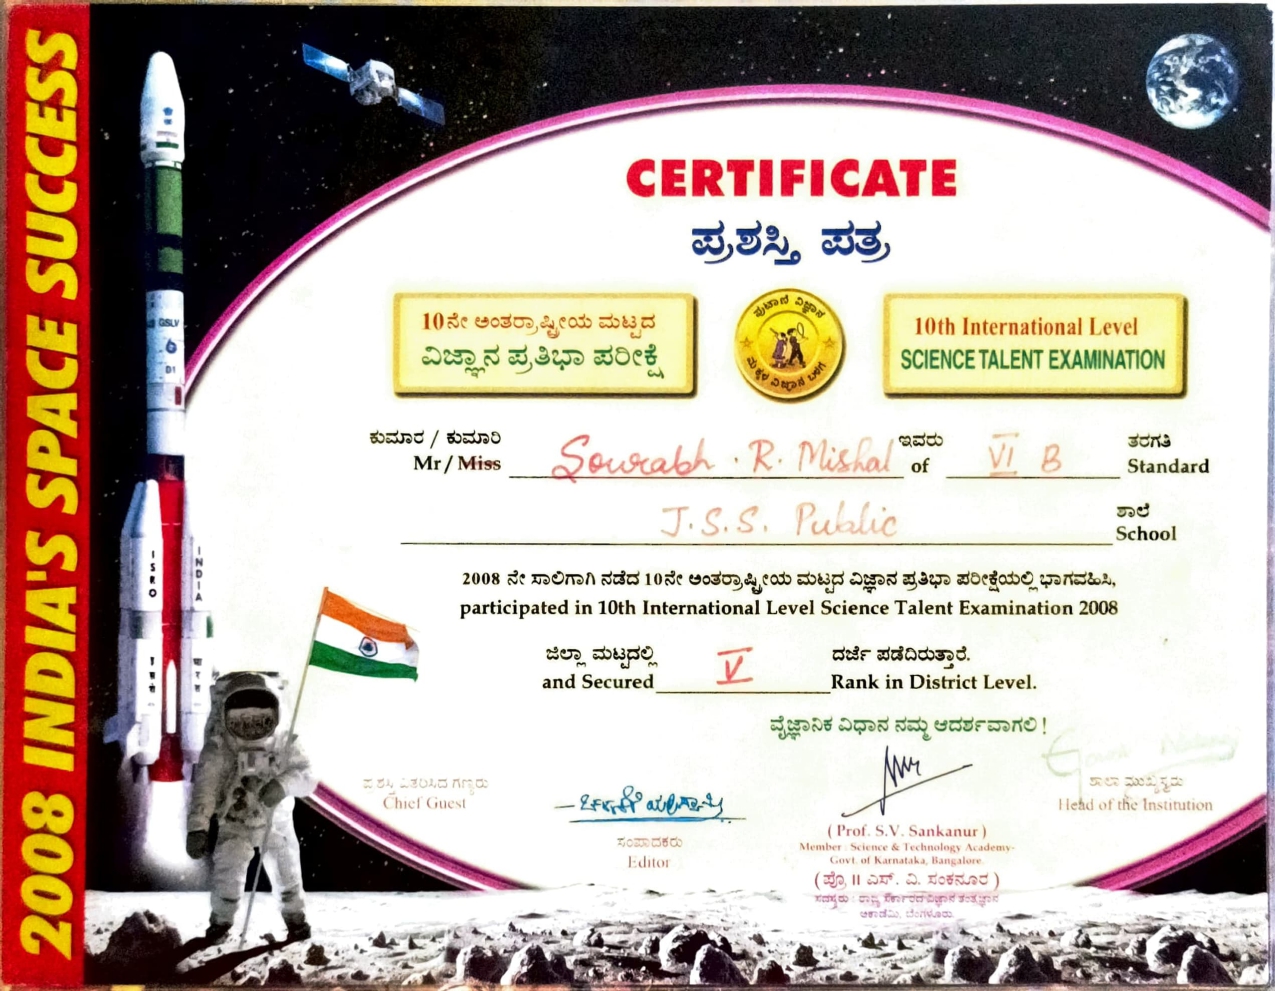 2008 INDIA'S SPACE SUCCESS
CERTIFICATE
ಪ್ರಶಸ್ತಿ ಪತ್ರ
10ನೇ ಅಂತರ್ರಾಷ್ಟ್ರೀಯ ಮಟ್ಟದ
ವಿಜ್ಞಾನ ಪ್ರತಿಭಾ ಪರೀಕ್ಷೆ
ಪುಟಾಣಿ ವಿಜ್ಞಾನ
ಮಕ್ಕಳ ವಿಜ್ಞಾನ ಬಳಗ
10th International Level
SCIENCE TALENT EXAMINATION
GSLV
6
D1
ISRO
INDIA
ಕುಮಾರ / ಕುಮಾರಿ ಇವರು ತರಗತಿ
Mr / Miss Sourabh . R. Mishal of VI B Standard
ಶಾಲೆ
J.S.S. Public School
2008 ನೇ ಸಾಲಿಗಾಗಿ ನಡೆದ 10ನೇ ಅಂತರ್ರಾಷ್ಟ್ರೀಯ ಮಟ್ಟದ ವಿಜ್ಞಾನ ಪ್ರತಿಭಾ ಪರೀಕ್ಷೆಯಲ್ಲಿ ಭಾಗವಹಿಸಿ,
participated in 10th International Level Science Talent Examination 2008
ಜಿಲ್ಲಾ ಮಟ್ಟದಲ್ಲಿ ದರ್ಜೆ ಪಡೆದಿರುತ್ತಾರೆ.
and Secured V Rank in District Level.
ವೈಜ್ಞಾನಿಕ ವಿಧಾನ ನಮ್ಮ ಆದರ್ಶವಾಗಲಿ !
ಪ್ರಶಸ್ತಿ ವಿತರಿಸಿದ ಗಣ್ಯರು
Chief Guest
ಸಂಪಾದಕರು
Editor
(Prof. S.V. Sankanur)
Member : Science & Technology Academy-
Govt. of Karnataka, Bangalore.
(ಪ್ರೊ II ಎಸ್. ವಿ. ಸಂಕನೂರ)
ಸದಸ್ಯರು : ರಾಜ್ಯ ಸರ್ಕಾರದ ವಿಜ್ಞಾನ ತಂತ್ರಜ್ಞಾನ
ಅಕಾಡೆಮಿ, ಬೆಂಗಳೂರು.
ಶಾಲಾ ಮುಖ್ಯಸ್ಥರು
Head of the Institution